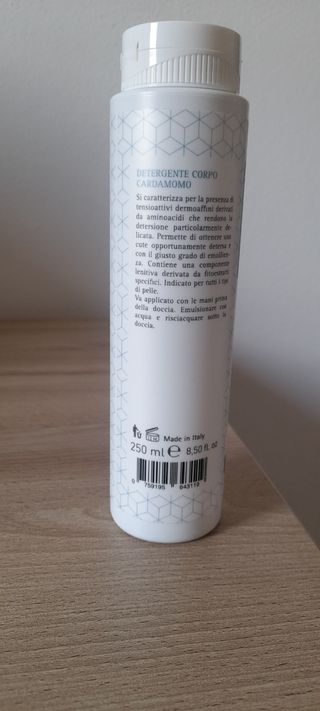 DETERGENTE CORPO
CARDAMOMO
Si caratterizza per la presenza di
tensioattivi dermoaffini derivati
da aminoacidi che rendono la
detersione particolarmente de-
licata. Permette di ottenere una
cute opportunamente detersa e
con il giusto grado di emollien-
za. Contiene una componente
lenitiva derivata da fitoestratti
specifici. Indicato per tutti i tipi
di pelle.
Va applicato con le mani prima
della doccia. Emulsionare con
acqua e risciacquare sotto la
doccia.
Made in Italy
250 ml ℮ 8,50 fl. oz
0 759195 643119